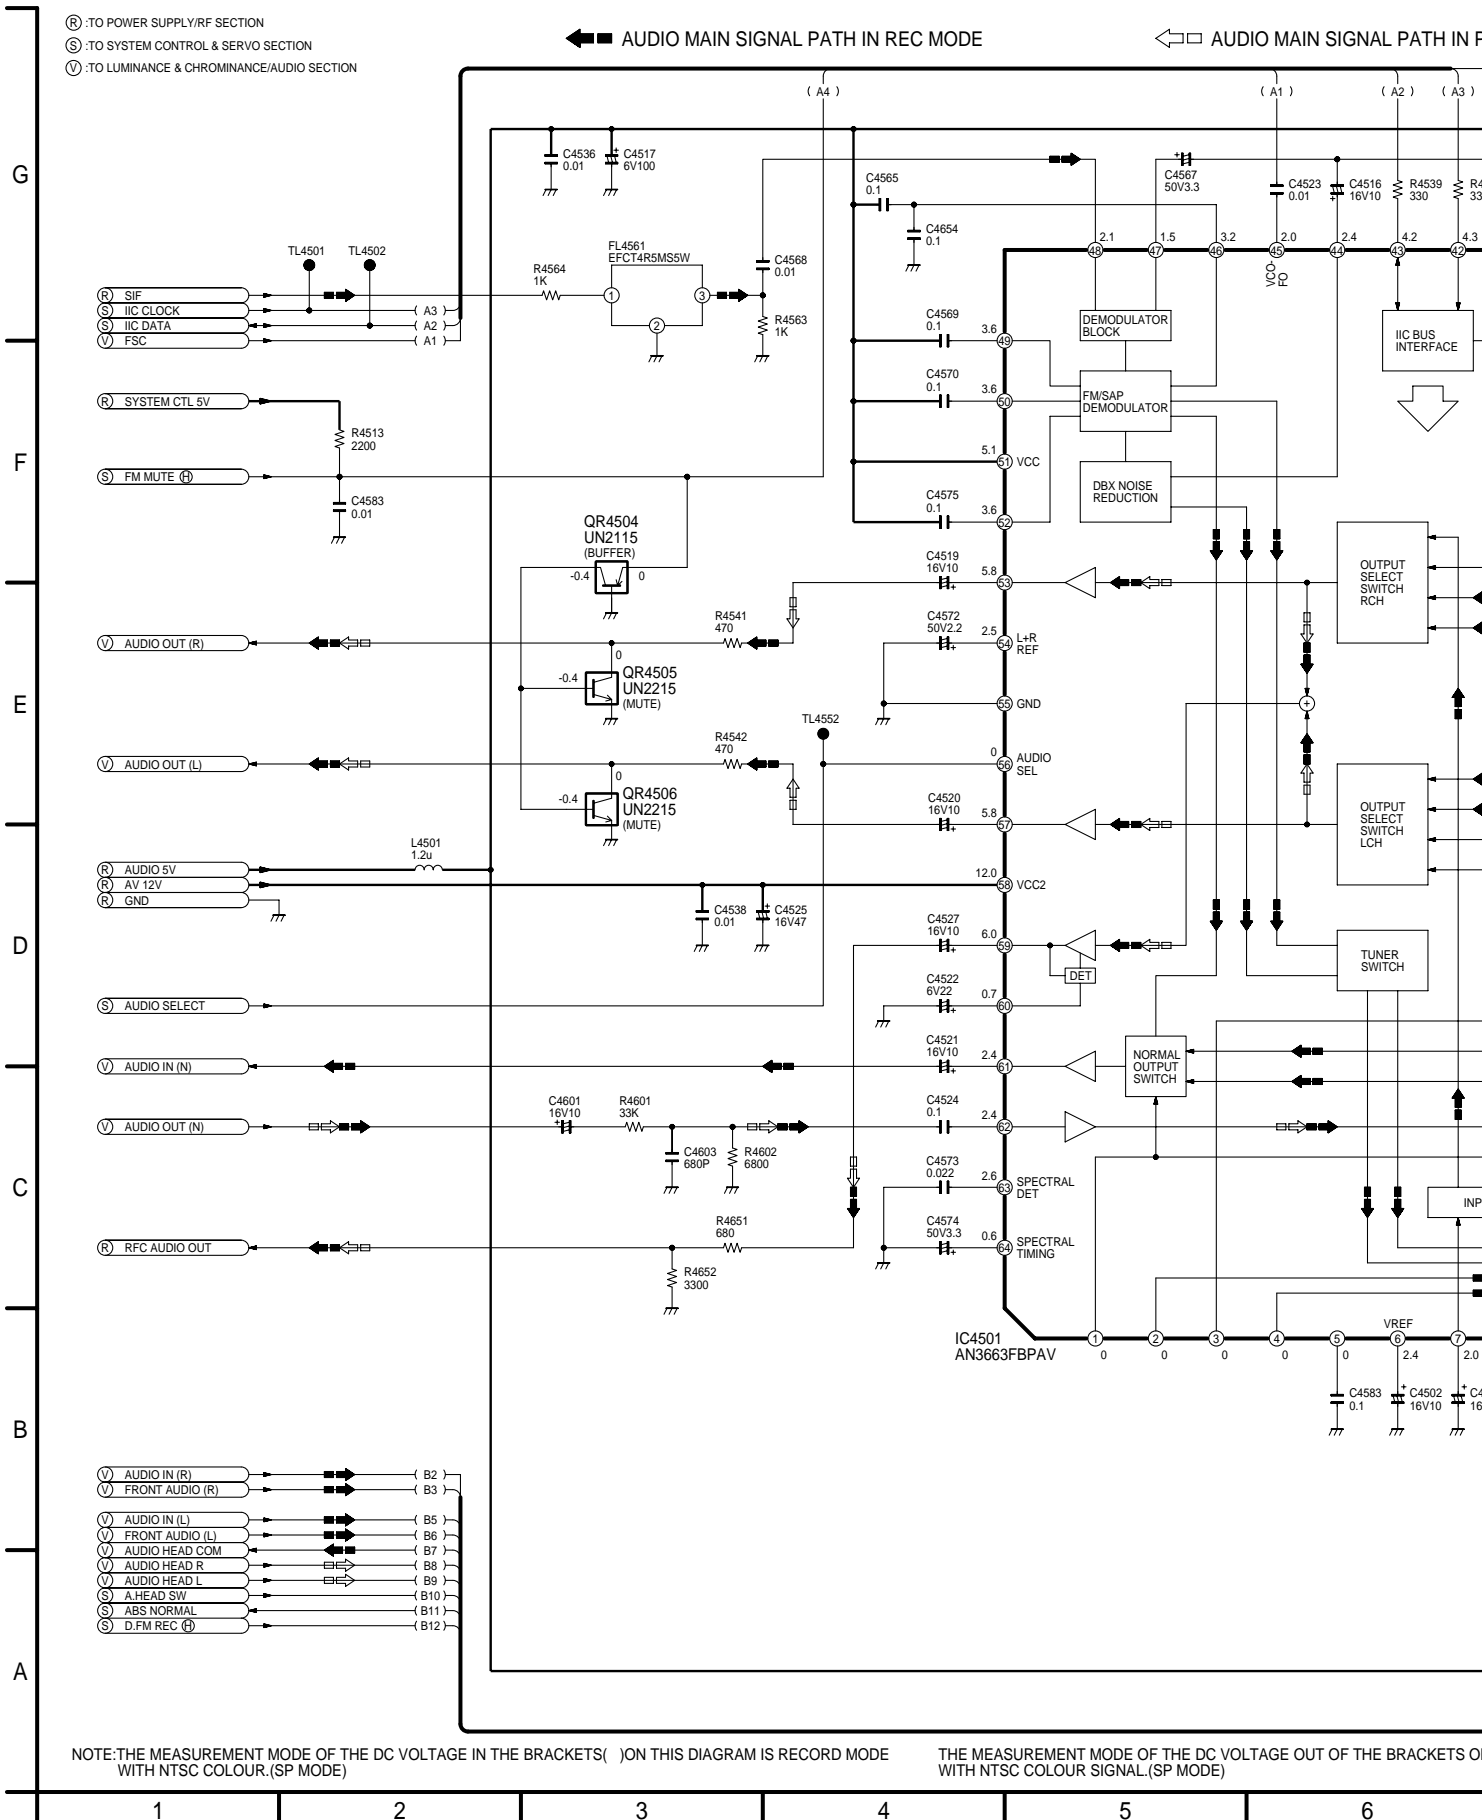 Ⓡ :TO POWER SUPPLY/RF SECTION
Ⓢ :TO SYSTEM CONTROL & SERVO SECTION
Ⓥ :TO LUMINANCE & CHROMINANCE/AUDIO SECTION
AUDIO MAIN SIGNAL PATH IN REC MODE
AUDIO MAIN SIGNAL PATH IN
( A4 )
( A1 )
( A2 )
( A3 )
G
C4536
0.01
C4517
6V100
C4565
0.1
C4654
0.1
C4567
50V3.3
C4523
0.01
C4516
16V10
R4539
330
TL4501
TL4502
R4564
1K
FL4561
EFCT4R5MS5W
1
3
2
C4568
0.01
R4563
1K
2.1
1.5
3.2
2.0
2.4
4.2
4.3
48
47
46
45
44
43
42
VCO-
FO
Ⓡ SIF
Ⓢ IIC CLOCK
( A3 )
Ⓢ IIC DATA
( A2 )
Ⓥ FSC
( A1 )
C4569
0.1
3.6
49
DEMODULATOR
BLOCK
IIC BUS
INTERFACE
F
Ⓡ SYSTEM CTL 5V
R4513
2200
C4570
0.1
3.6
50
FM/SAP
DEMODULATOR
Ⓢ FM MUTE Ⓗ
C4583
0.01
5.1
51 VCC
DBX NOISE
REDUCTION
C4575
0.1
3.6
52
QR4504
UN2115
(BUFFER)
-0.4
0
C4519
16V10
5.8
53
OUTPUT
SELECT
SWITCH
RCH
E
Ⓥ AUDIO OUT (R)
R4541
470
C4572
50V2.2
2.5
54 L+R
REF
0
-0.4
QR4505
UN2215
(MUTE)
55 GND
+
TL4552
Ⓥ AUDIO OUT (L)
R4542
470
0
56 AUDIO
SEL
0
-0.4
QR4506
UN2215
(MUTE)
C4520
16V10
5.8
57
OUTPUT
SELECT
SWITCH
LCH
D
L4501
1.2u
Ⓡ AUDIO 5V
Ⓡ AV 12V
Ⓡ GND
12.0
58 VCC2
C4538
0.01
C4525
16V47
C4527
16V10
6.0
59
DET
TUNER
SWITCH
C4522
6V22
0.7
60
Ⓢ AUDIO SELECT
C4521
16V10
2.4
61
NORMAL
OUTPUT
SWITCH
Ⓥ AUDIO IN (N)
C
Ⓥ AUDIO OUT (N)
C4601
16V10
R4601
33K
C4603
680P
R4602
6800
C4524
0.1
2.4
62
C4573
0.022
2.6
63 SPECTRAL
DET
INP
Ⓡ RFC AUDIO OUT
R4651
680
R4652
3300
C4574
50V3.3
0.6
64 SPECTRAL
TIMING
B
IC4501
AN3663FBPAV
VREF
1
2
3
4
5
6
7
0
0
0
0
0
2.4
2.0
C4583
0.1
C4502
16V10
Ⓥ AUDIO IN (R)
( B2 )
Ⓥ FRONT AUDIO (R)
( B3 )
Ⓥ AUDIO IN (L)
( B5 )
Ⓥ FRONT AUDIO (L)
( B6 )
Ⓥ AUDIO HEAD COM
( B7 )
Ⓥ AUDIO HEAD R
( B8 )
Ⓥ AUDIO HEAD L
( B9 )
Ⓢ A.HEAD SW
( B10 )
Ⓢ ABS NORMAL
( B11 )
Ⓢ D.FM REC Ⓗ
( B12 )
A
NOTE:THE MEASUREMENT MODE OF THE DC VOLTAGE IN THE BRACKETS( )ON THIS DIAGRAM IS RECORD MODE
WITH NTSC COLOUR.(SP MODE)
THE MEASUREMENT MODE OF THE DC VOLTAGE OUT OF THE BRACKETS
WITH NTSC COLOUR SIGNAL.(SP MODE)
1
2
3
4
5
6